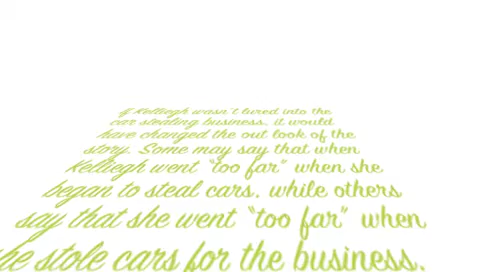 if Kelliegh wasn't lured into the
car stealing business, it would
have changed the out look of the
story. Some may say that when
Kelliegh went "too far" when she
began to steal cars, while others
say that she went "too far" when
he stole cars for the business.